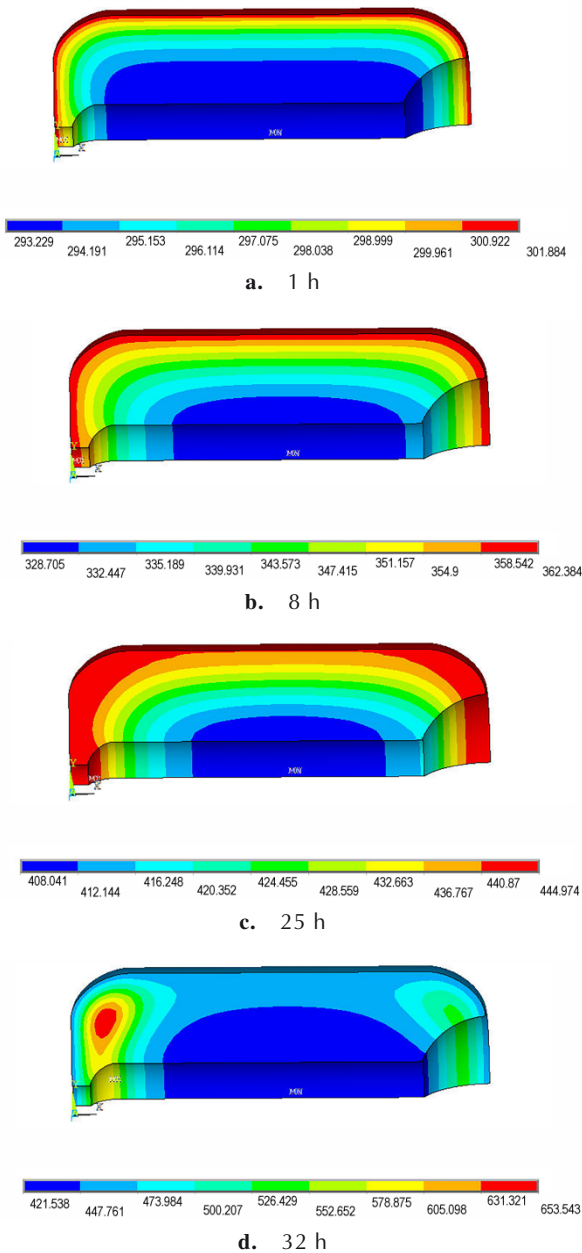 MN
X
293.229 295.153 297.075 298.999 300.922
294.191 296.114 298.038 299.961 301.884
a. 1 h
Y
MN
X
328.705 335.189 343.573 351.157 358.542
332.447 339.931 347.415 354.9 362.384
b. 8 h
Y
MN
X
408.041 416.248 424.455 432.663 440.87
412.144 420.352 428.559 436.767 444.974
c. 25 h
MN
X
421.538 473.984 526.429 578.875 631.321
447.761 500.207 552.652 605.098 653.543
d. 32 h